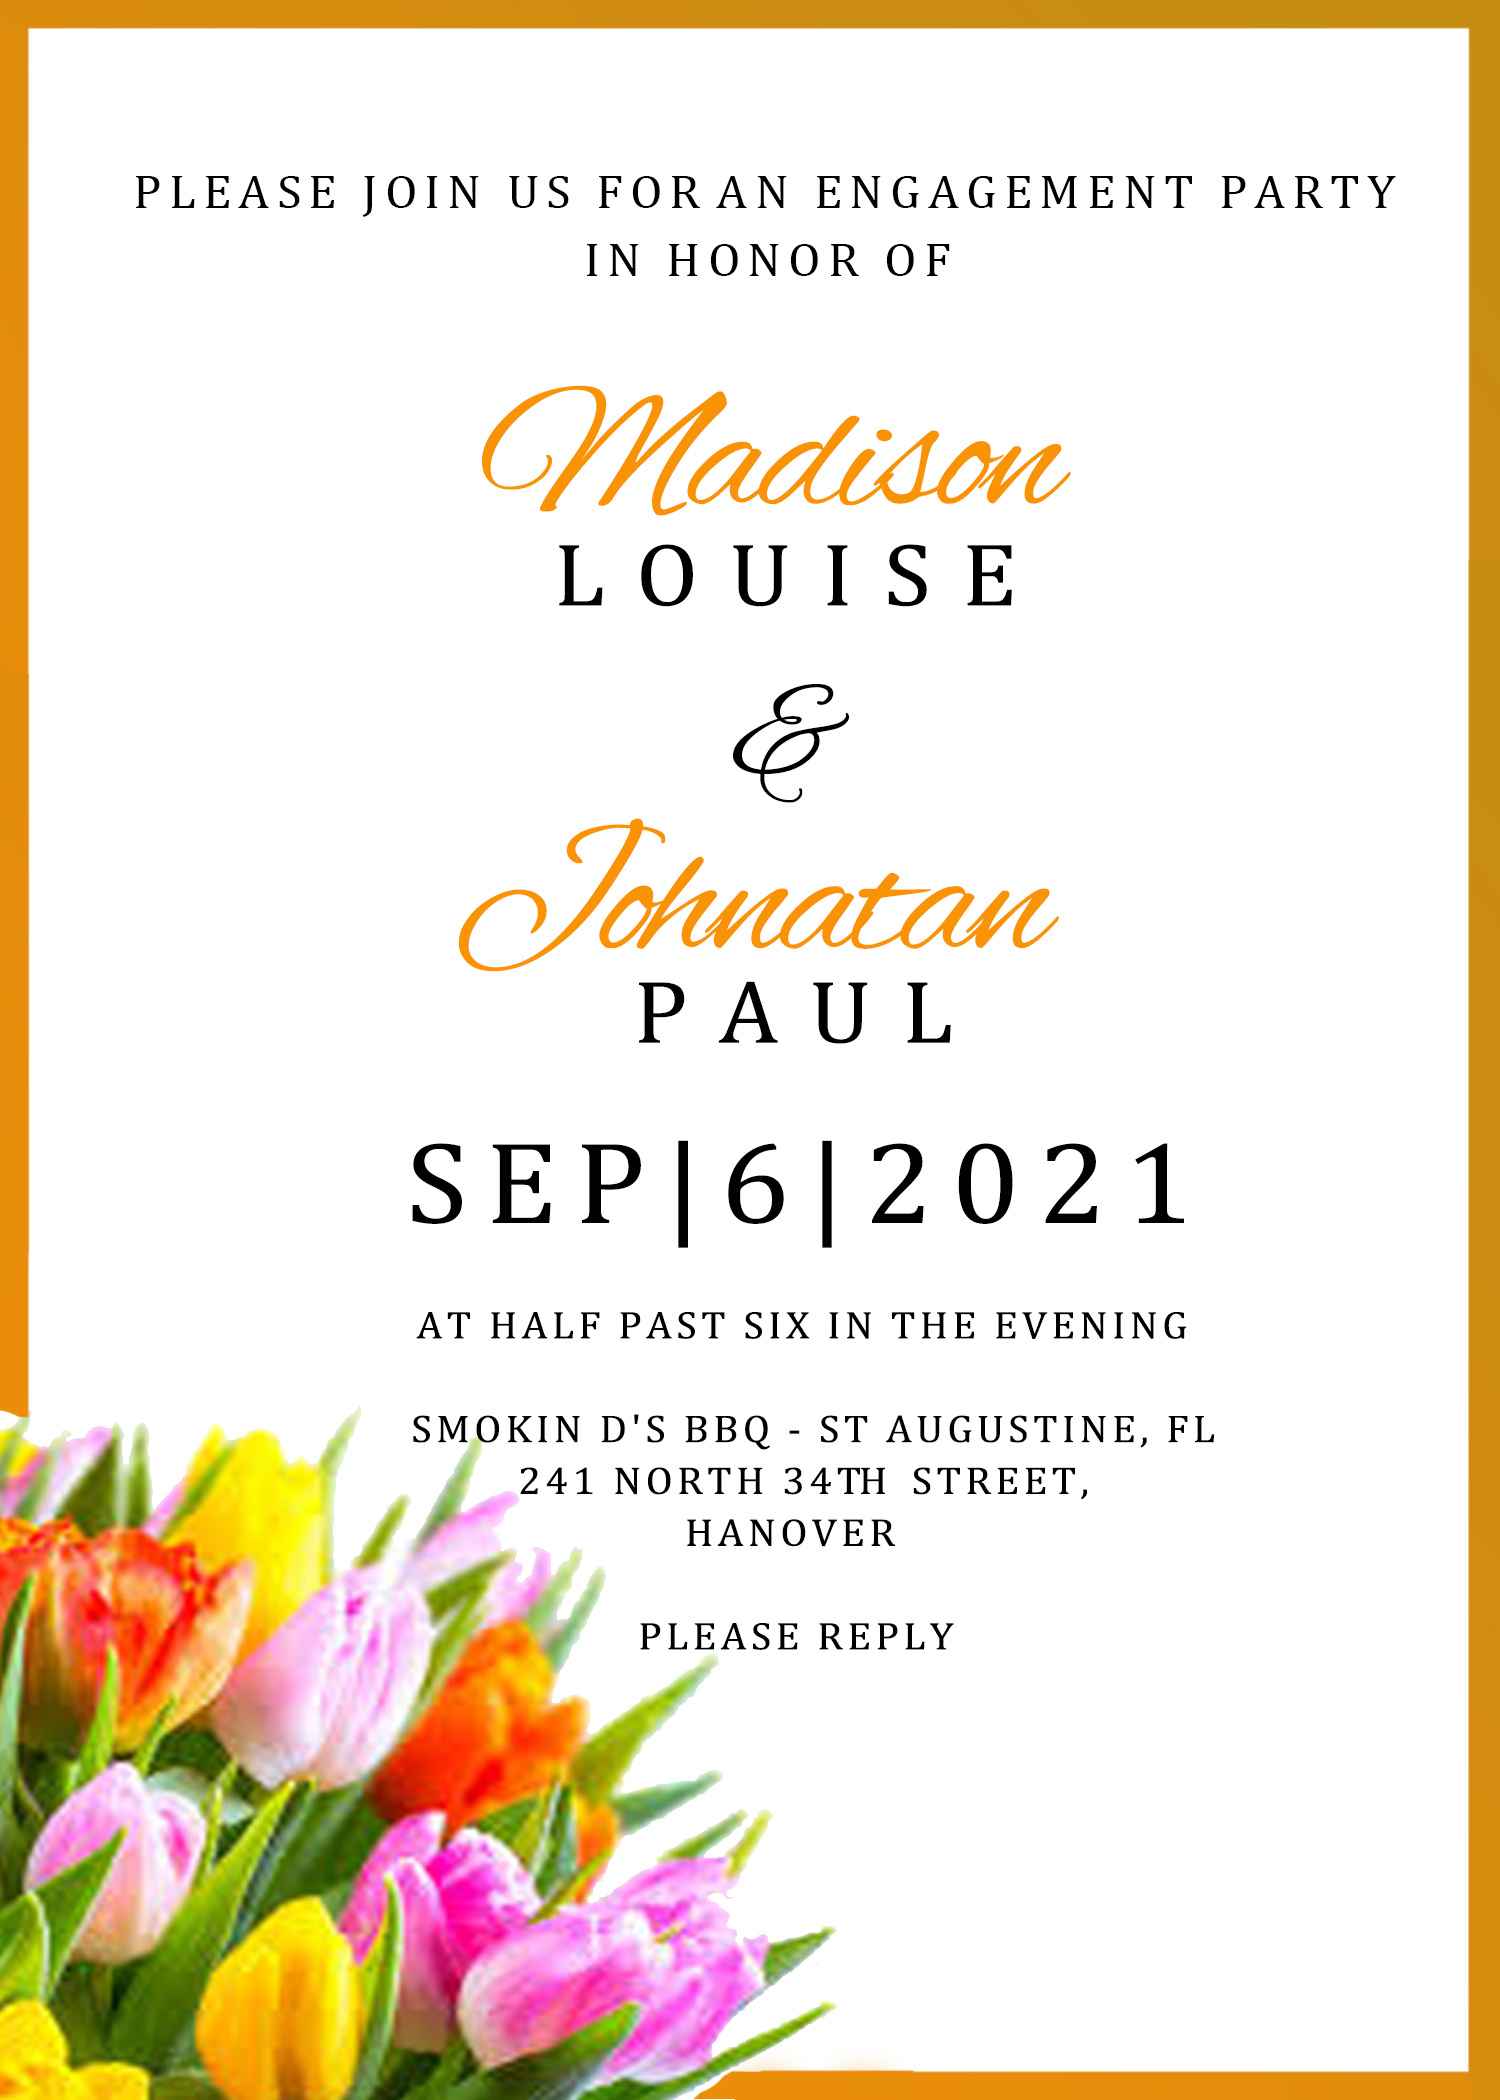 PLEASE JOIN US FOR AN ENGAGEMENT PARTY
IN HONOR OF
Madison
LOUISE
&
Johnatan
PAUL
SEP|6|2021
AT HALF PAST SIX IN THE EVENING
SMOKIN D'S BBQ - ST AUGUSTINE, FL
241 NORTH 34TH STREET,
HANOVER
PLEASE REPLY